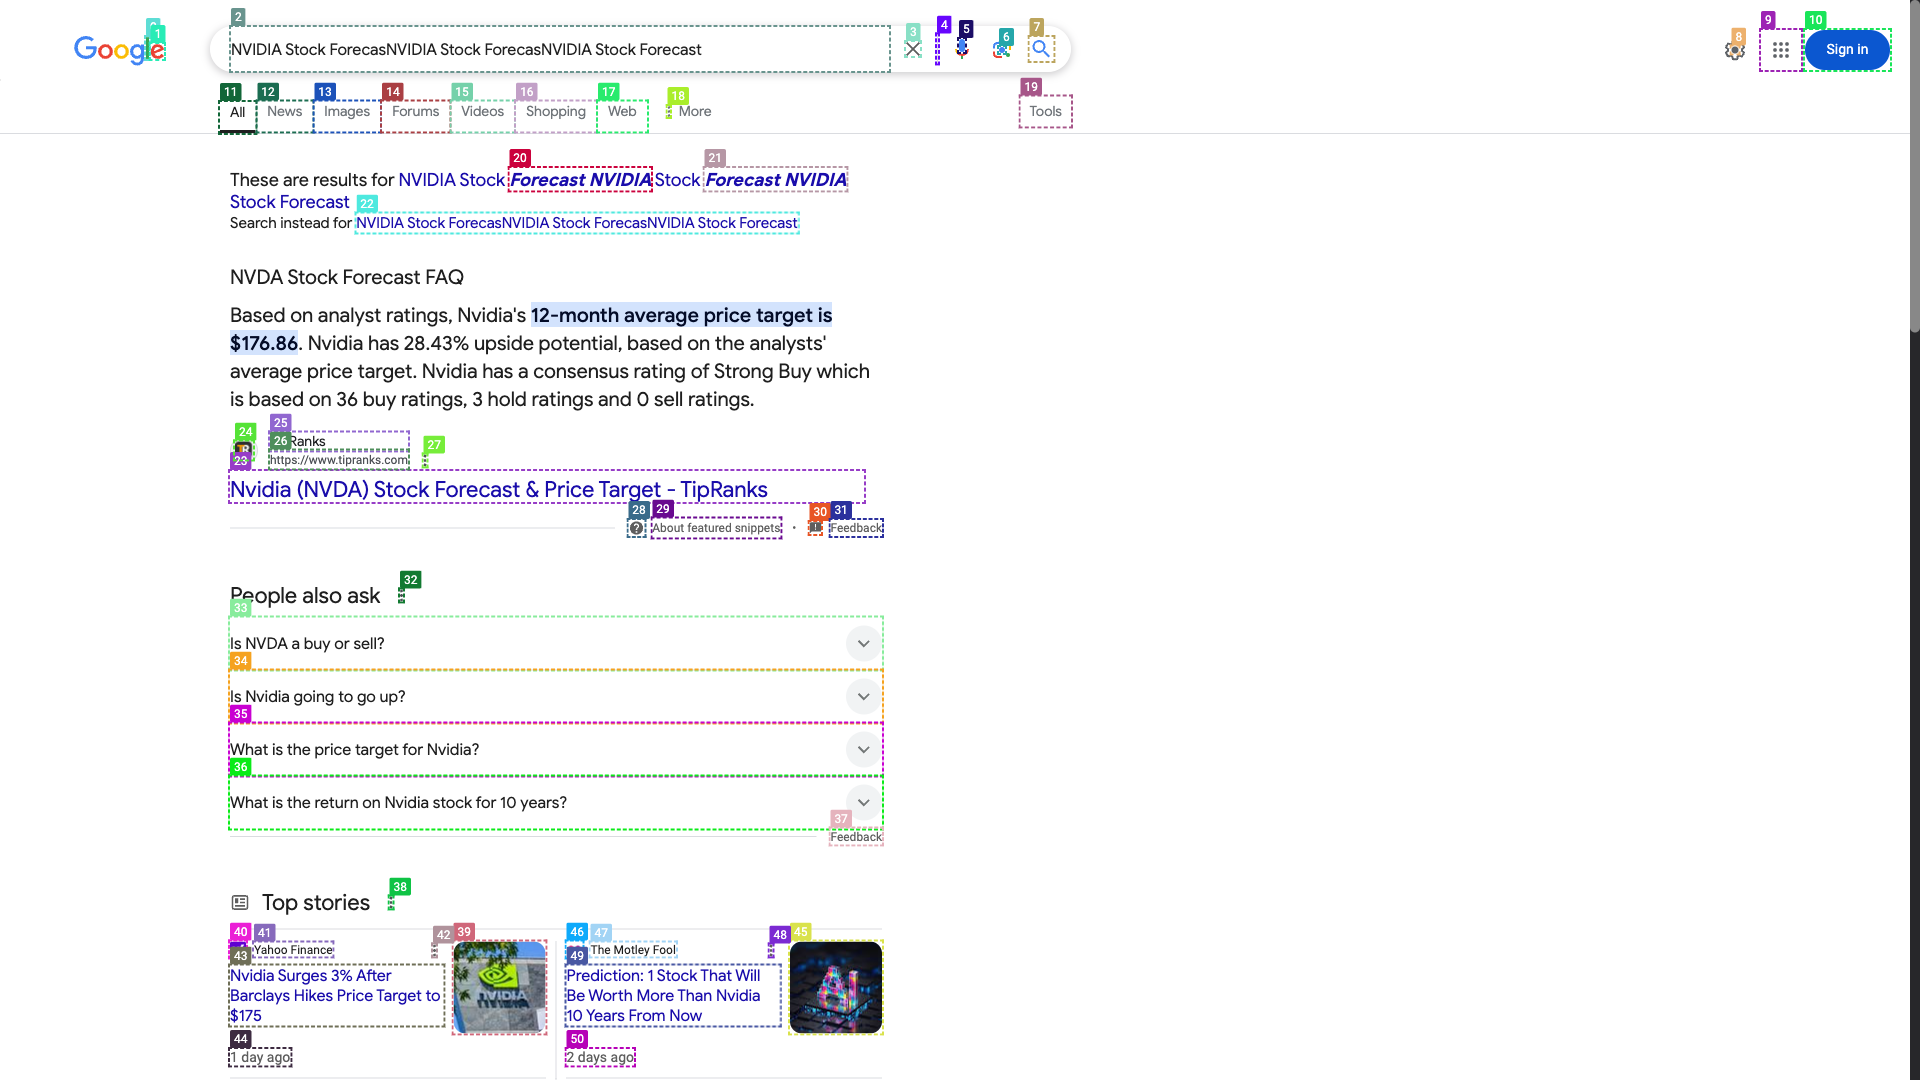 Google
NVIDIA Stock ForecasNVIDIA Stock ForecasNVIDIA Stock Forecast
Sign in
All News Images Forums Videos Shopping Web More Tools
These are results for NVIDIA Stock Forecast NVIDIA Stock Forecast NVIDIA
Stock Forecast
Search instead for NVIDIA Stock ForecasNVIDIA Stock ForecasNVIDIA Stock Forecast
NVDA Stock Forecast FAQ
Based on analyst ratings, Nvidia's 12-month average price target is
$176.86. Nvidia has 28.43% upside potential, based on the analysts'
average price target. Nvidia has a consensus rating of Strong Buy which
is based on 36 buy ratings, 3 hold ratings and 0 sell ratings.
Ranks
https://www.tipranks.com
Nvidia (NVDA) Stock Forecast & Price Target - TipRanks
About featured snippets · Feedback
People also ask
Is NVDA a buy or sell?
Is Nvidia going to go up?
What is the price target for Nvidia?
What is the return on Nvidia stock for 10 years?
Feedback
Top stories
Yahoo Finance
Nvidia Surges 3% After
Barclays Hikes Price Target to
$175
1 day ago
The Motley Fool
Prediction: 1 Stock That Will
Be Worth More Than Nvidia
10 Years From Now
2 days ago
2
3
4
5
6
7
8
9
10
1
11
12
13
14
15
16
17
18
19
20
21
22
23
24
25
26
27
28
29
30
31
32
33
34
35
36
37
38
39
40
41
42
43
44
45
46
47
48
49
50
NVIDIA
AI